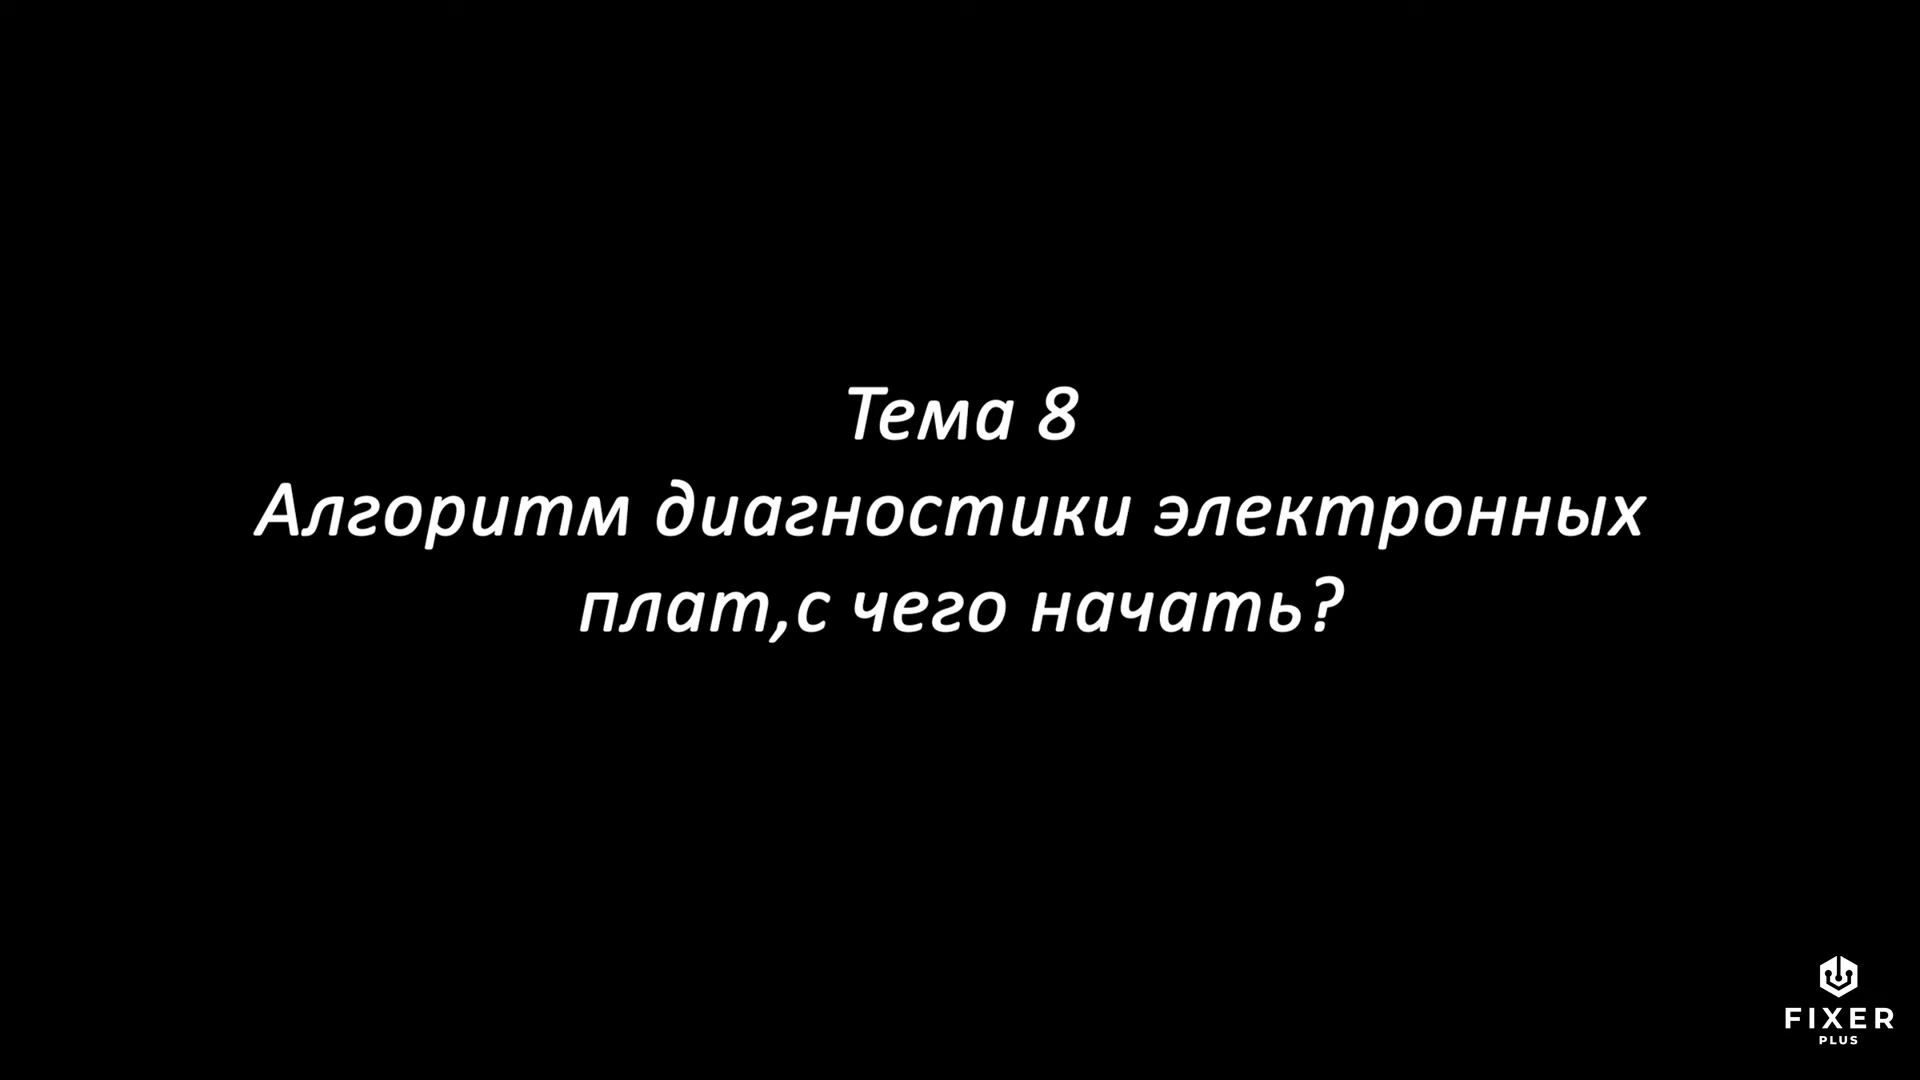 Тема 8
Алгоритм диагностики электронных
плат,с чего начать?
FIXER
PLUS